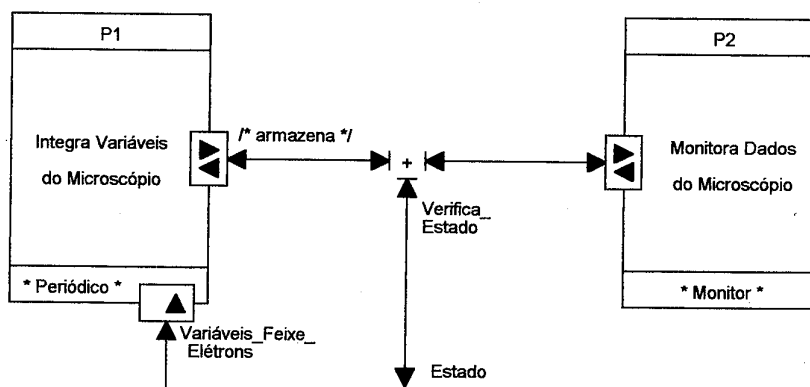 P1
P2
Integra Variáveis
do Microscópio
/* armazena */
+
Monitora Dados
do Microscópio
Verifica_
Estado
* Periódico *
* Monitor *
Variáveis_Feixe_
Elétrons
Estado